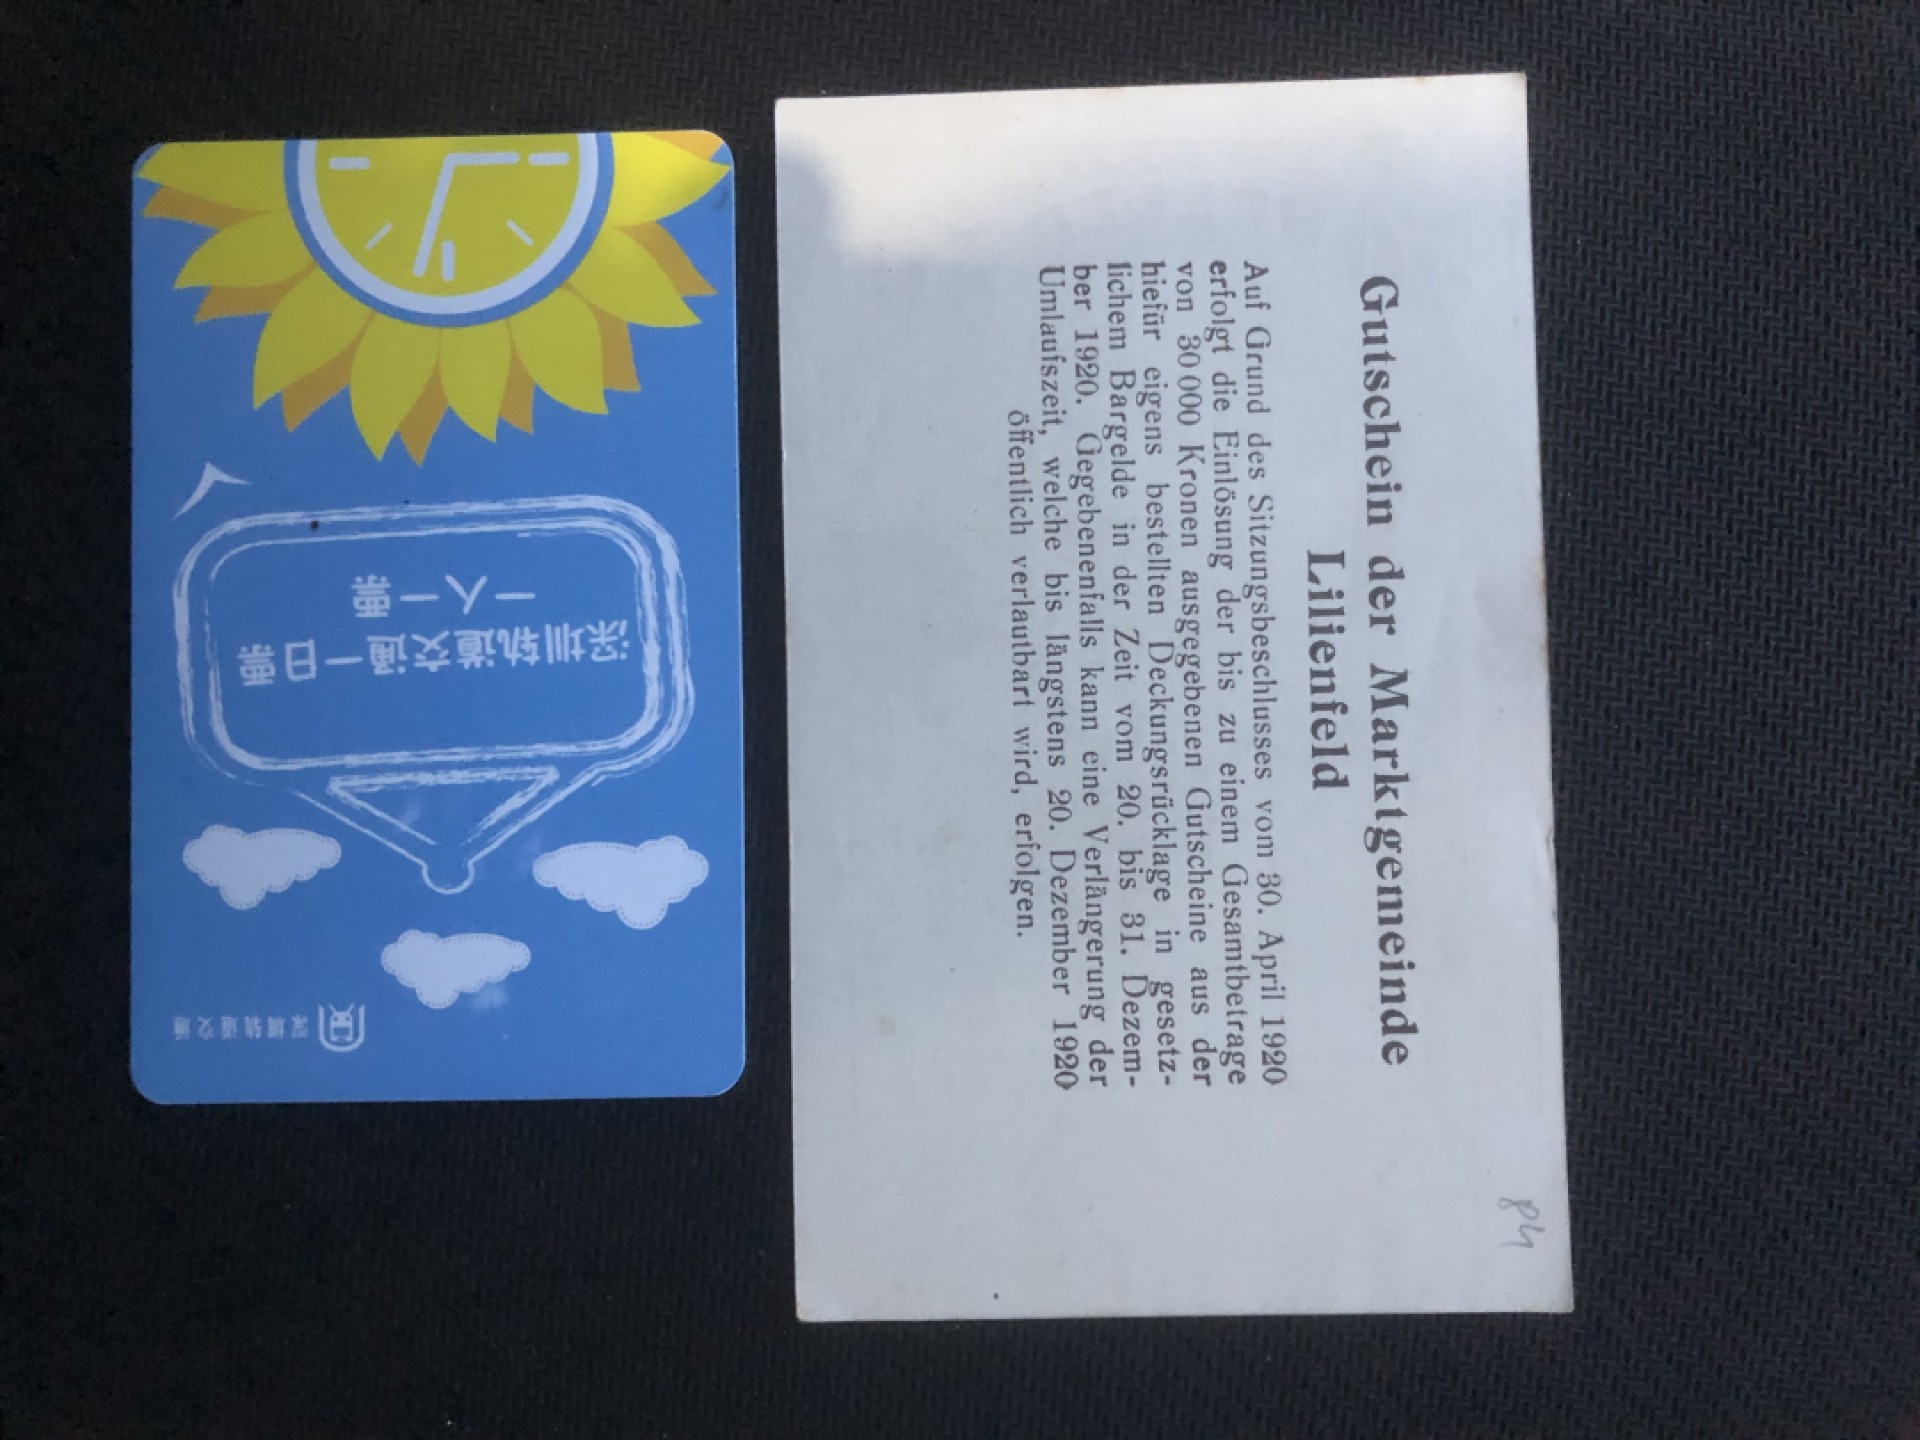 深圳轨道交通一日票
一人一票
深圳轨道交通
Gutschein der Marktgemeinde
Lilienfeld
Auf Grund des Sitzungsbeschlusses vom 30. April 1920
erfolgt die Einlösung der bis zu einem Gesamtbetrage
von 30 000 Kronen ausgegebenen Gutscheine aus der
hiefür eigens bestellten Deckungsrücklage in gesetz-
lichem Bargelde in der Zeit vom 20. bis 31. Dezem-
ber 1920. Gegebenenfalls kann eine Verlängerung der
Umlaufszeit, welche bis längstens 20. Dezember 1920
öffentlich verlautbart wird, erfolgen.